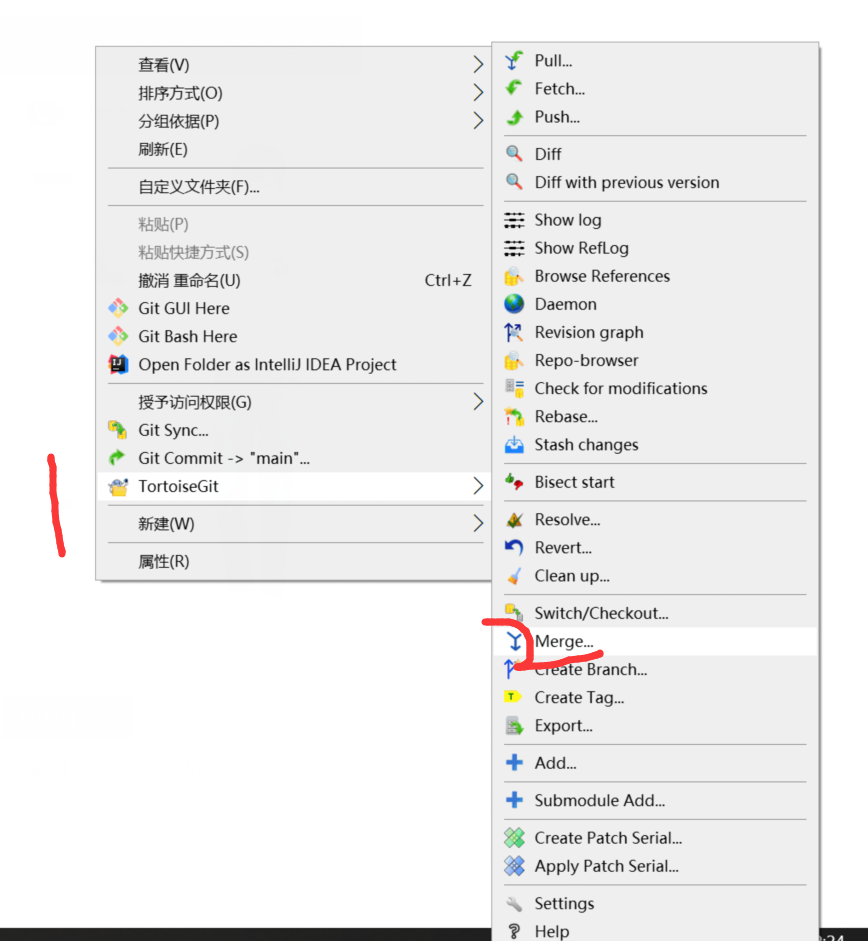 查看(V)
排序方式(O)
分组依据(P)
刷新(E)
自定义文件夹(F)...
粘贴(P)
粘贴快捷方式(S)
撤消 重命名(U) Ctrl+Z
Git GUI Here
Git Bash Here
Open Folder as IntelliJ IDEA Project
授予访问权限(G)
Git Sync...
Git Commit -> "main"...
TortoiseGit
新建(W)
属性(R)
Pull...
Fetch...
Push...
Diff
Diff with previous version
Show log
Show RefLog
Browse References
Daemon
Revision graph
Repo-browser
Check for modifications
Rebase...
Stash changes
Bisect start
Resolve...
Revert...
Clean up...
Switch/Checkout...
Merge...
Create Branch...
Create Tag...
Export...
Add...
Submodule Add...
Create Patch Serial...
Apply Patch Serial...
Settings
Help
1
2